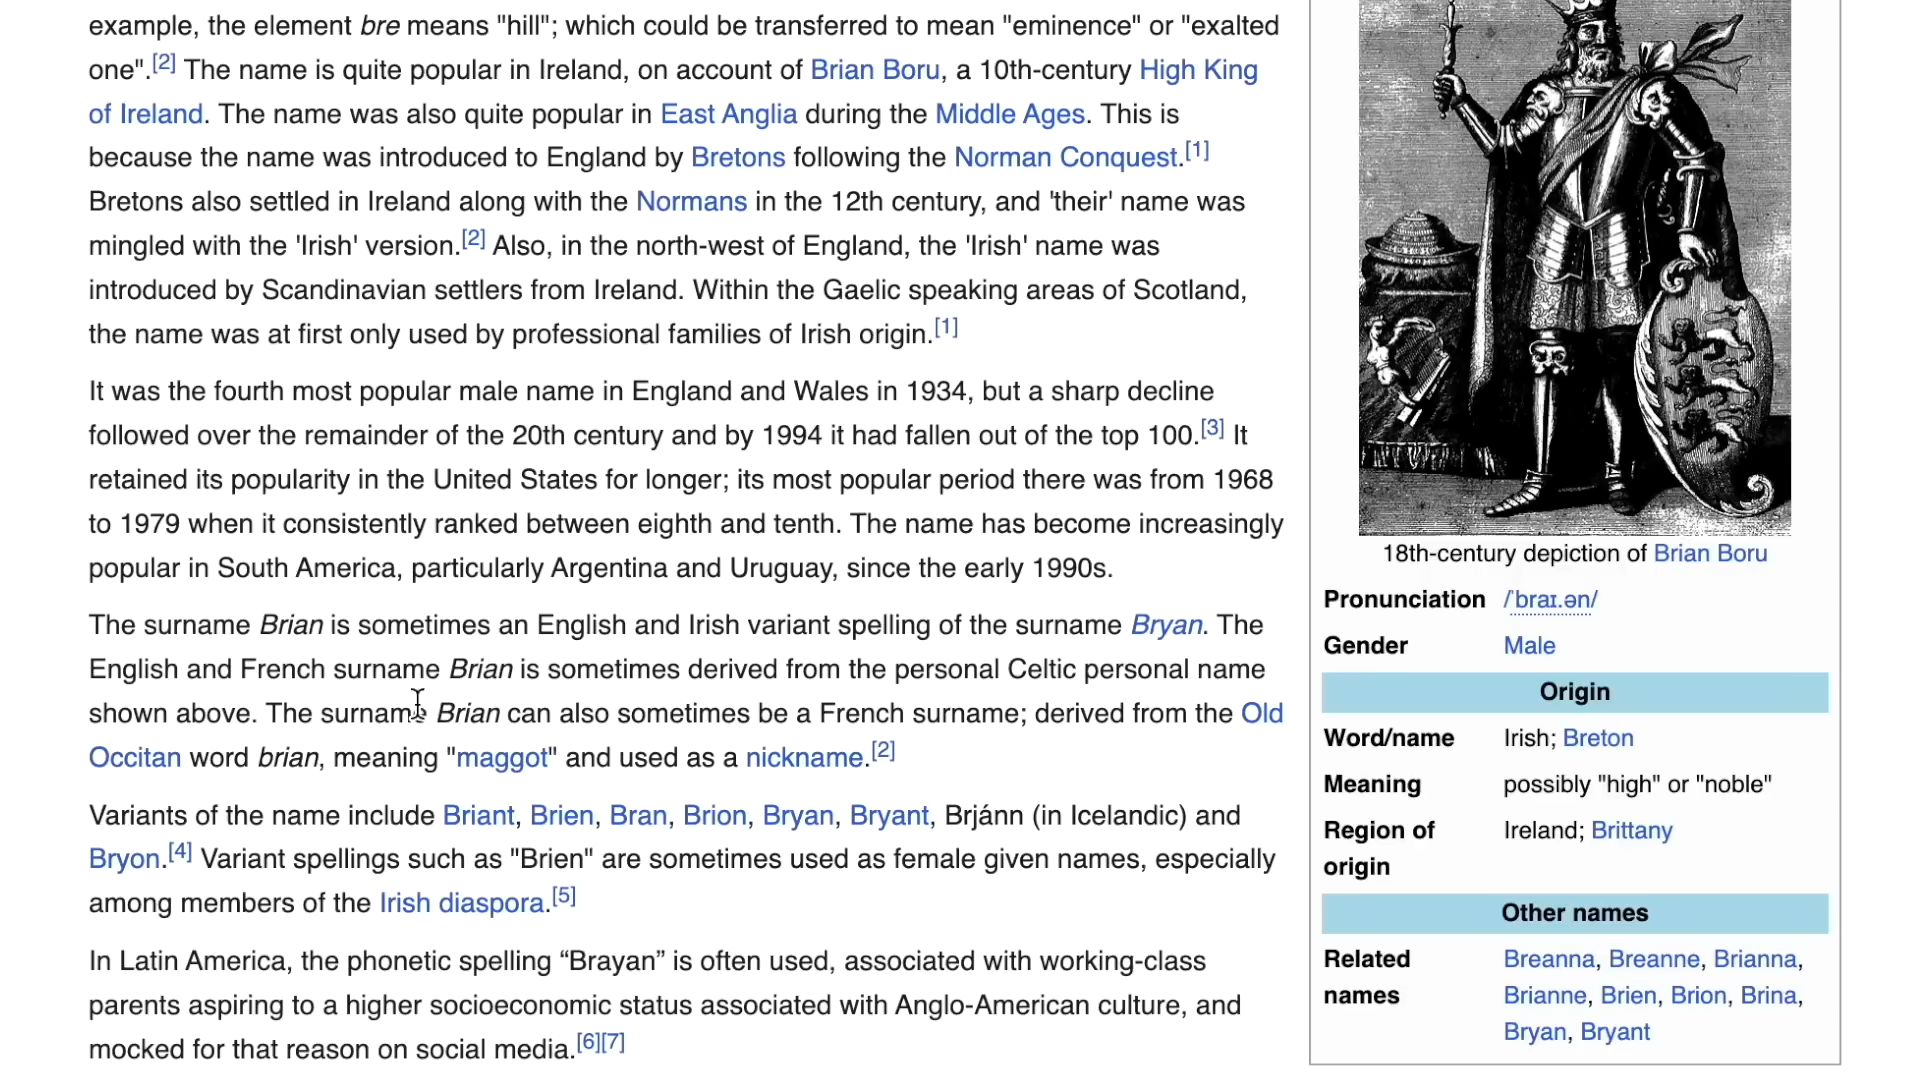 example, the element bre means "hill"; which could be transferred to mean "eminence" or "exalted
one".[2] The name is quite popular in Ireland, on account of Brian Boru, a 10th-century High King
of Ireland. The name was also quite popular in East Anglia during the Middle Ages. This is
because the name was introduced to England by Bretons following the Norman Conquest.[1]
Bretons also settled in Ireland along with the Normans in the 12th century, and 'their' name was
mingled with the 'Irish' version.[2] Also, in the north-west of England, the 'Irish' name was
introduced by Scandinavian settlers from Ireland. Within the Gaelic speaking areas of Scotland,
the name was at first only used by professional families of Irish origin.[1]
It was the fourth most popular male name in England and Wales in 1934, but a sharp decline
followed over the remainder of the 20th century and by 1994 it had fallen out of the top 100.[3] It
retained its popularity in the United States for longer; its most popular period there was from 1968
to 1979 when it consistently ranked between eighth and tenth. The name has become increasingly
popular in South America, particularly Argentina and Uruguay, since the early 1990s.
The surname Brian is sometimes an English and Irish variant spelling of the surname Bryan. The
English and French surname Brian is sometimes derived from the personal Celtic personal name
shown above. The surname Brian can also sometimes be a French surname; derived from the Old
Occitan word brian, meaning "maggot" and used as a nickname.[2]
Variants of the name include Briant, Brien, Bran, Brion, Bryan, Bryant, Brjánn (in Icelandic) and
Bryon.[4] Variant spellings such as "Brien" are sometimes used as female given names, especially
among members of the Irish diaspora.[5]
In Latin America, the phonetic spelling “Brayan” is often used, associated with working-class
parents aspiring to a higher socioeconomic status associated with Anglo-American culture, and
mocked for that reason on social media.[6][7]
18th-century depiction of Brian Boru
Pronunciation /ˈbraɪ.ən/
Gender Male
Origin
Word/name Irish; Breton
Meaning possibly "high" or "noble"
Region of origin Ireland; Brittany
Other names
Related names Breanna, Breanne, Brianna,
Brianne, Brien, Brion, Brina,
Bryan, Bryant